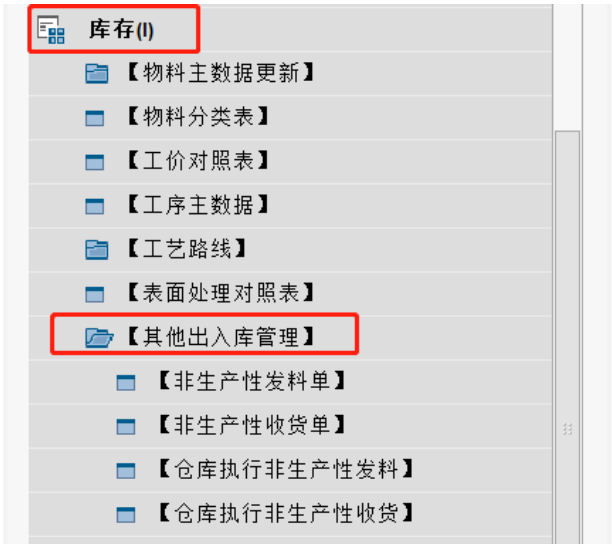 库存(I)
【物料主数据更新】
【物料分类表】
【工价对照表】
【工序主数据】
【工艺路线】
【表面处理对照表】
【其他出入库管理】
【非生产性发料单】
【非生产性收货单】
【仓库执行非生产性发料】
【仓库执行非生产性收货】